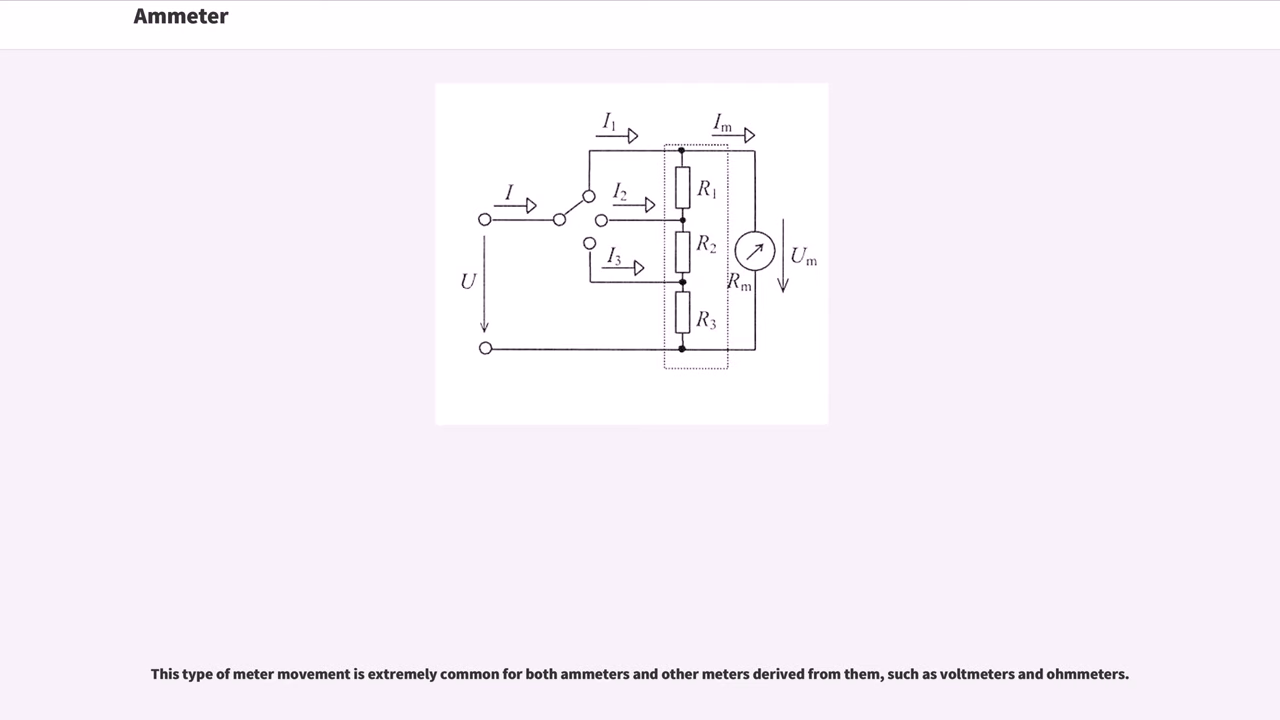 Ammeter
I₁
Iₘ
I
I₂
R₁
I₃
R₂
Uₘ
U
Rₘ
R₃
This type of meter movement is extremely common for both ammeters and other meters derived from them, such as voltmeters and ohmmeters.